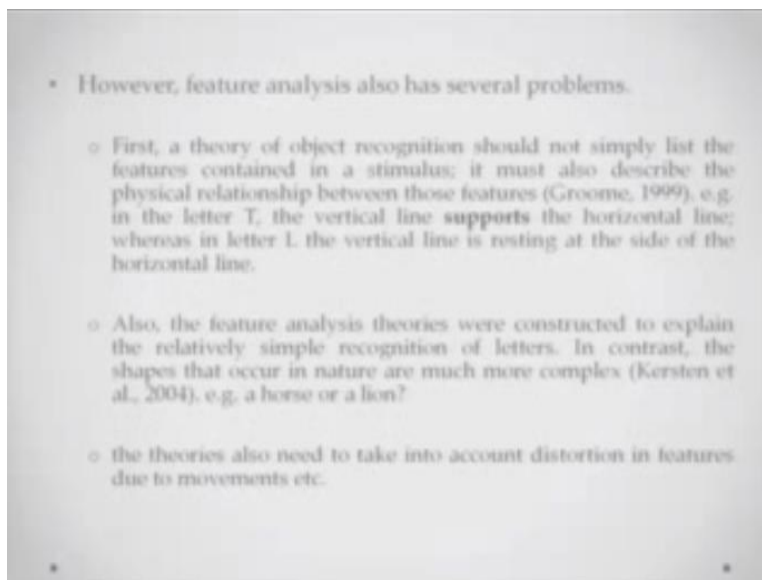 • However, feature analysis also has several problems.
o First, a theory of object recognition should not simply list the
features contained in a stimulus; it must also describe the
physical relationship between those features (Groome, 1999). e.g.
in the letter T, the vertical line supports the horizontal line;
whereas in letter L the vertical line is resting at the side of the
horizontal line.
o Also, the feature analysis theories were constructed to explain
the relatively simple recognition of letters. In contrast, the
shapes that occur in nature are much more complex (Kersten et
al., 2004). e.g. a horse or a lion?
o the theories also need to take into account distortion in features
due to movements etc.